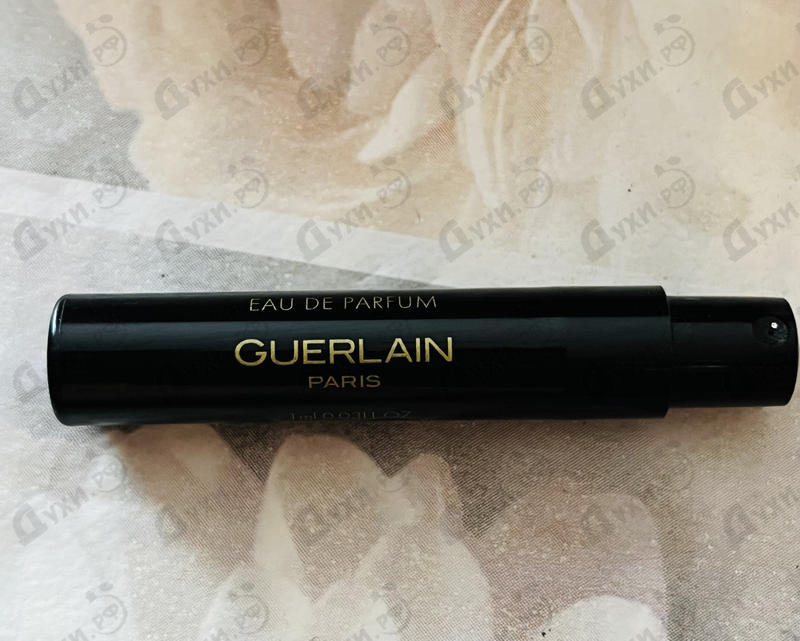 EAU DE PARFUM
GUERLAIN
PARIS
1ml 0.03FL.OZ
Духи.рф